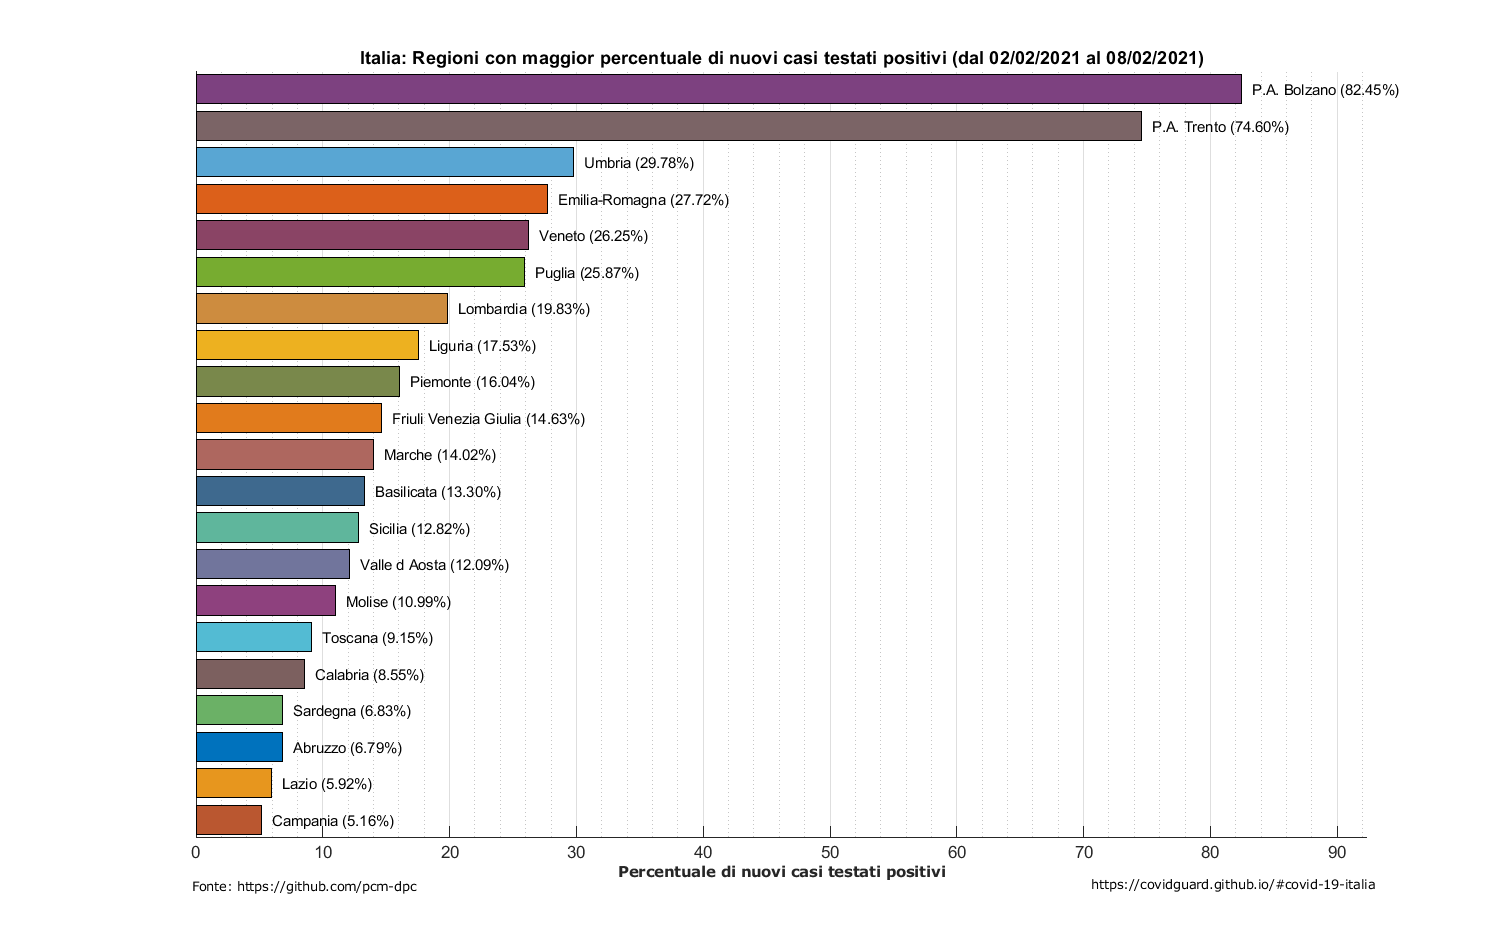 Italia: Regioni con maggior percentuale di nuovi casi testati positivi (dal 02/02/2021 al 08/02/2021)
P.A. Bolzano (82.45%)
P.A. Trento (74.60%)
Umbria (29.78%)
Emilia-Romagna (27.72%)
Veneto (26.25%)
Puglia (25.87%)
Lombardia (19.83%)
Liguria (17.53%)
Piemonte (16.04%)
Friuli Venezia Giulia (14.63%)
Marche (14.02%)
Basilicata (13.30%)
Sicilia (12.82%)
Valle d Aosta (12.09%)
Molise (10.99%)
Toscana (9.15%)
Calabria (8.55%)
Sardegna (6.83%)
Abruzzo (6.79%)
Lazio (5.92%)
Campania (5.16%)
0 10 20 30 40 50 60 70 80 90
Percentuale di nuovi casi testati positivi
Fonte: https://github.com/pcm-dpc
https://covidguard.github.io/#covid-19-italia